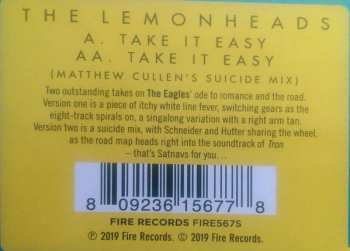 THE LEMONHEADS
A. TAKE IT EASY
AA. TAKE IT EASY
(MATTHEW CULLEN'S SUICIDE MIX)
Two outstanding takes on The Eagles' ode to romance and the road.
Version one is a piece of itchy white line fever, switching gears as the
eight-track spirals on, a singalong variation with a right arm tan.
Version two is a suicide mix, with Schneider and Hutter sharing the wheel,
as the road map heads right into the soundtrack of Tron
– that's Satnavs for you...
8 09236 15677 8
FIRE RECORDS FIRE567S
℗ 2019 Fire Records. © 2019 Fire Records.